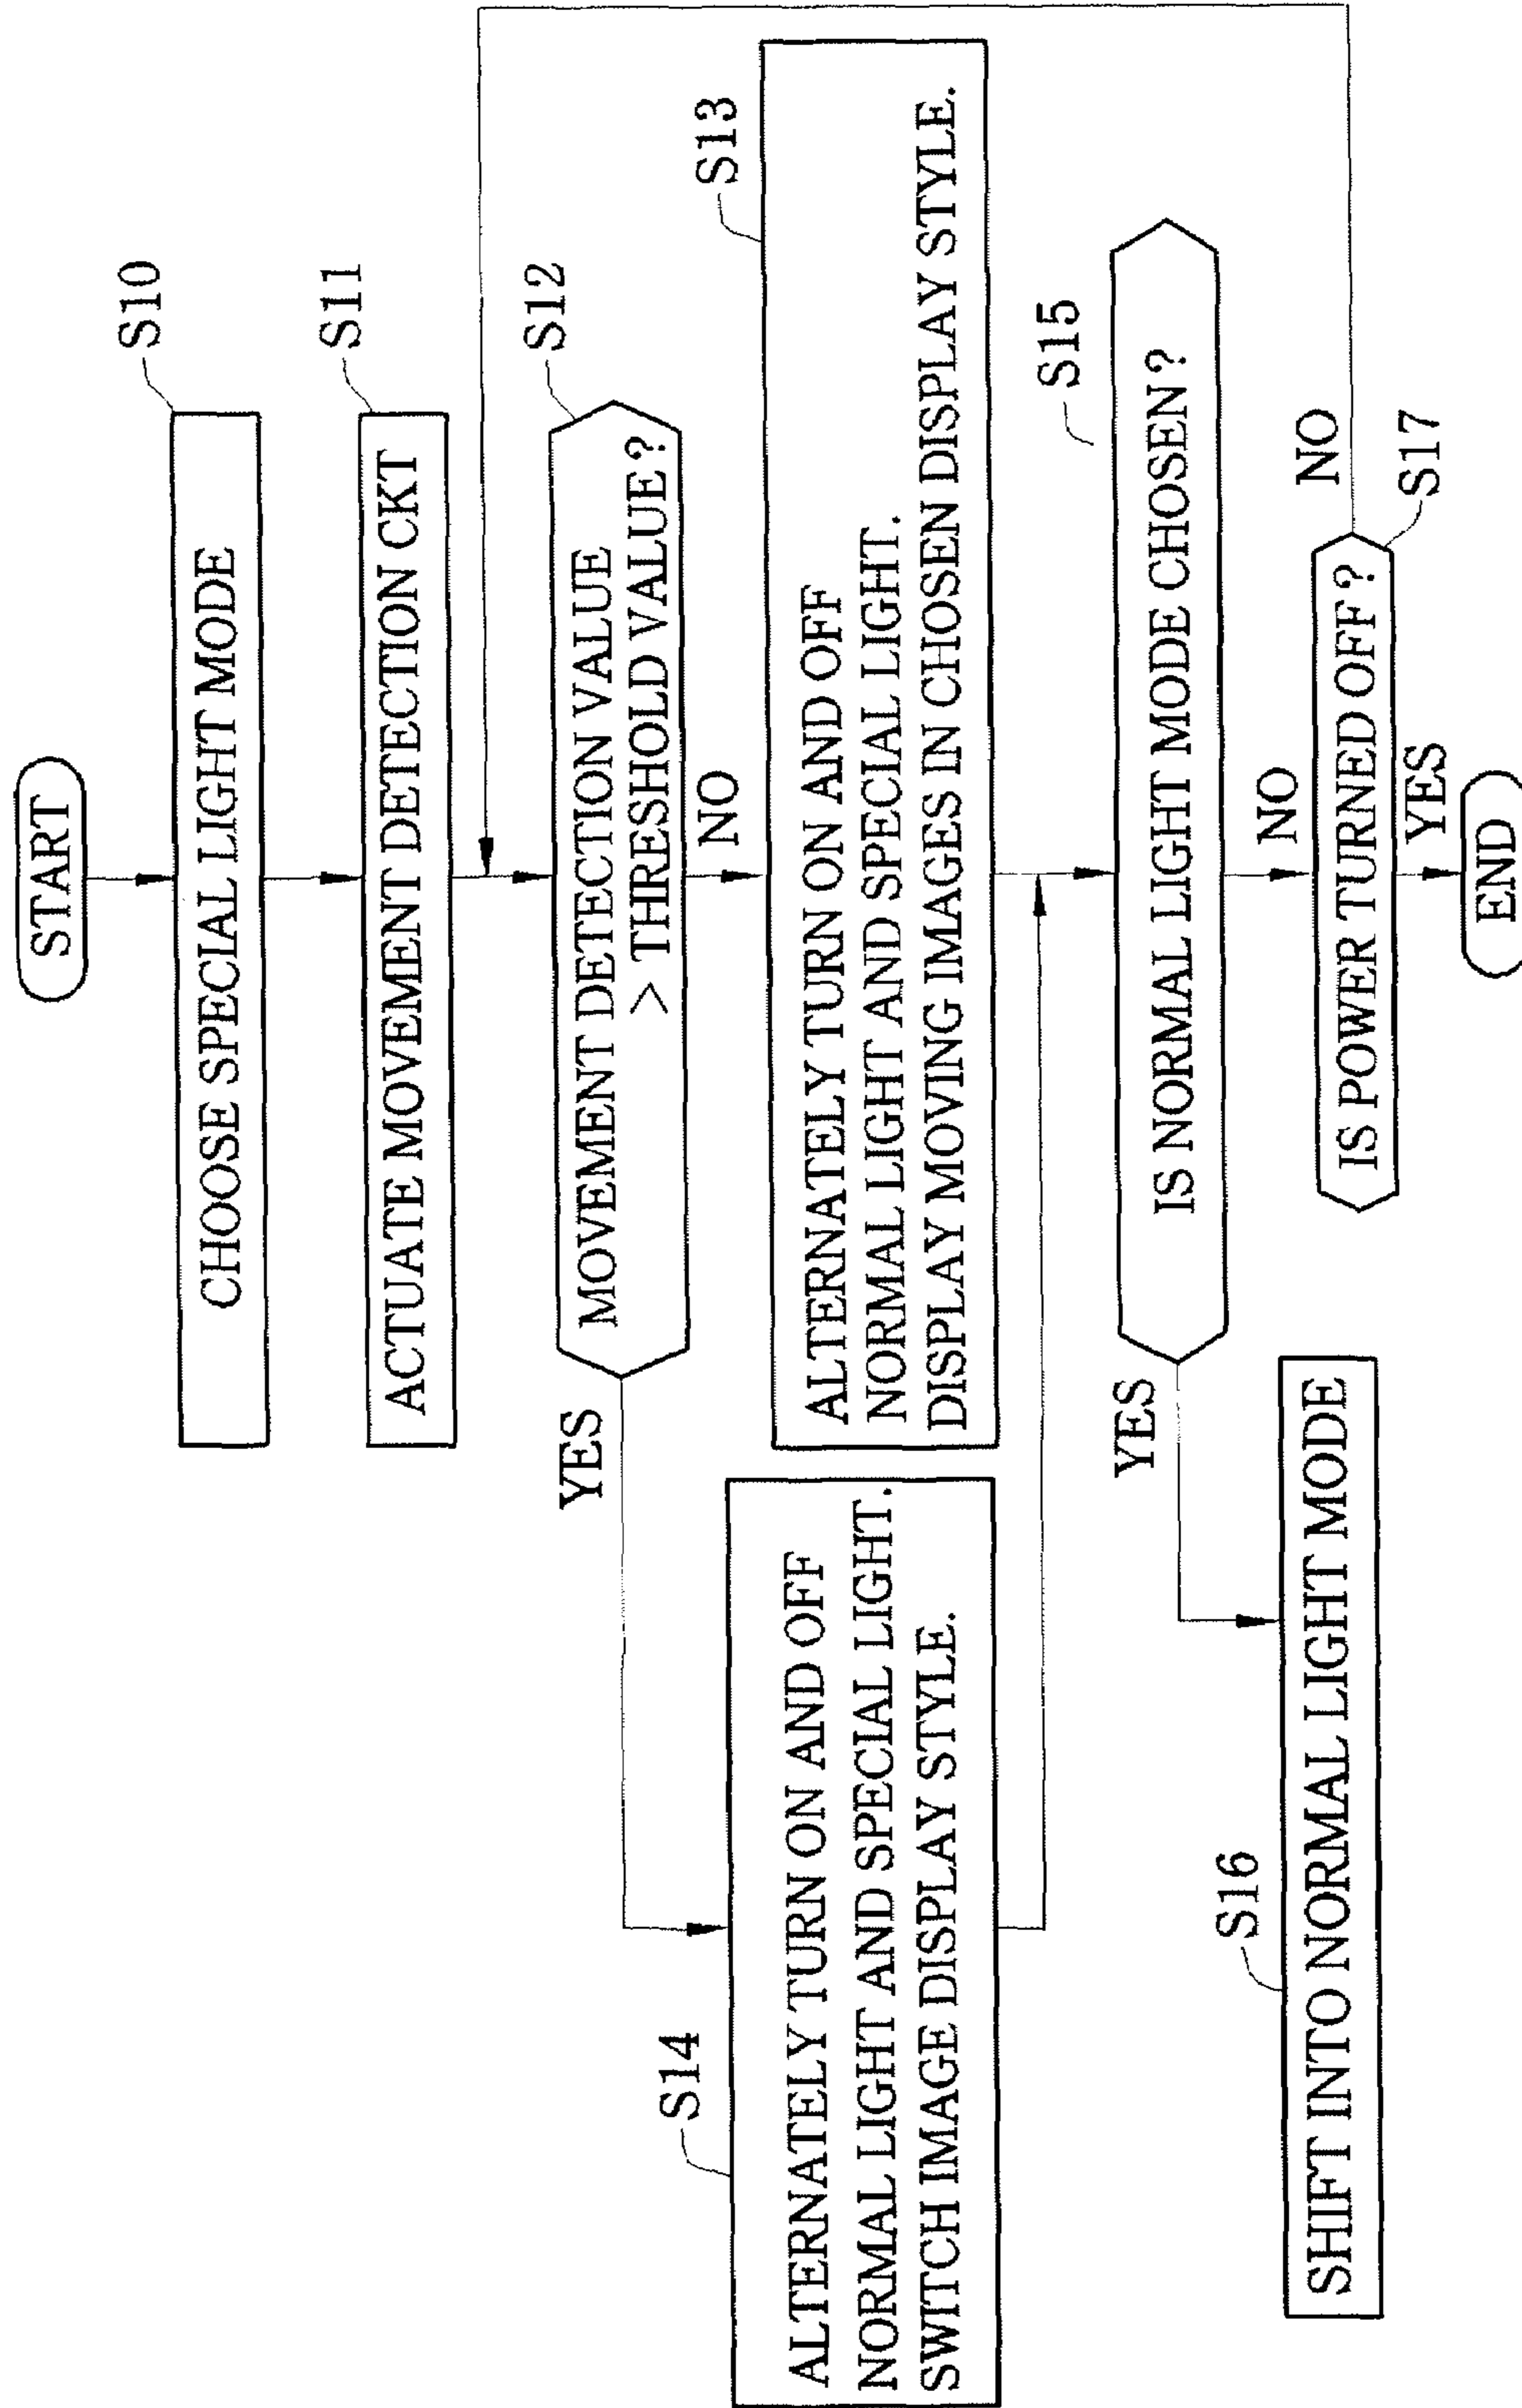 START
S10
CHOOSE SPECIAL LIGHT MODE
S11
ACTUATE MOVEMENT DETECTION CKT
S12
MOVEMENT DETECTION VALUE
> THRESHOLD VALUE?
YES
NO
S13
ALTERNATELY TURN ON AND OFF
NORMAL LIGHT AND SPECIAL LIGHT.
DISPLAY MOVING IMAGES IN CHOSEN DISPLAY STYLE.
S14
ALTERNATELY TURN ON AND OFF
NORMAL LIGHT AND SPECIAL LIGHT.
SWITCH IMAGE DISPLAY STYLE.
S15
IS NORMAL LIGHT MODE CHOSEN?
YES
NO
S16
SHIFT INTO NORMAL LIGHT MODE
IS POWER TURNED OFF?
NO
S17
YES
END